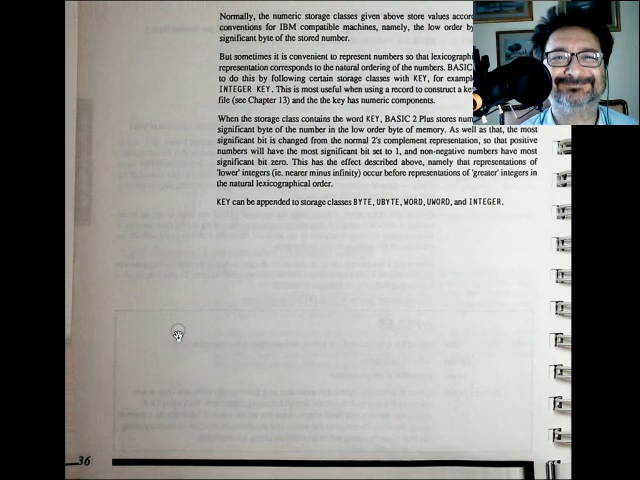 Normally, the numeric storage classes given above store values accor
conventions for IBM compatible machines, namely, the low order by
significant byte of the stored number.
But sometimes it is convenient to represent numbers so that lexicograp
representation corresponds to the natural ordering of the numbers. BASIC
to do this by following certain storage classes with KEY, for exampl
INTEGER KEY. This is most useful when using a record to construct a ke
file (see Chapter 13) and the the key has numeric components.
When the storage class contains the word KEY, BASIC 2 Plus stores num
significant byte of the number in the low order byte of memory. As well as that, the most
significant bit is changed from the normal 2's complement representation, so that positive
numbers will have the most significant bit set to 1, and non-negative numbers have most
significant bit zero. This has the effect described above, namely that representations of
'lower' integers (ie. nearer minus infinity) occur before representations of 'greater' integers in
the natural lexicographical order.
KEY can be appended to storage classes BYTE, UBYTE, WORD, UWORD, and INTEGER.
36